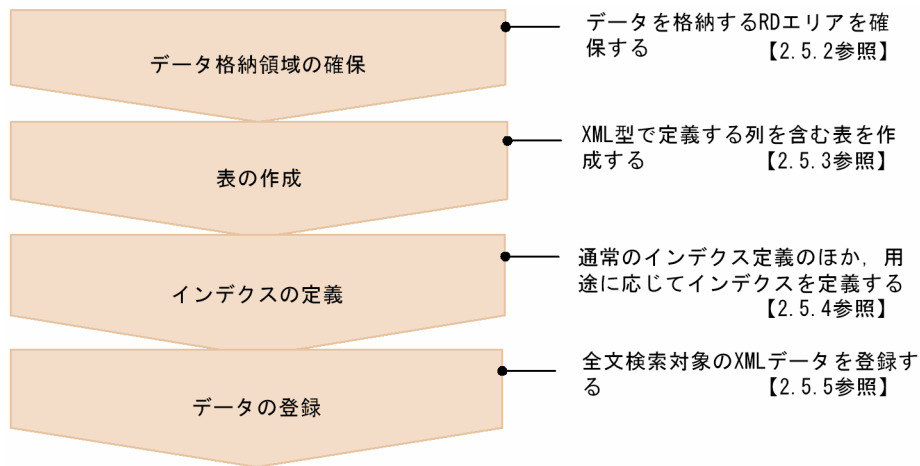 データ格納領域の確保
データを格納するRDエリアを確
保する 【2.5.2参照】
表の作成
XML型で定義する列を含む表を作
成する 【2.5.3参照】
インデクスの定義
通常のインデクス定義のほか，用
途に応じてインデクスを定義する
【2.5.4参照】
データの登録
全文検索対象のXMLデータを登録す
る 【2.5.5参照】